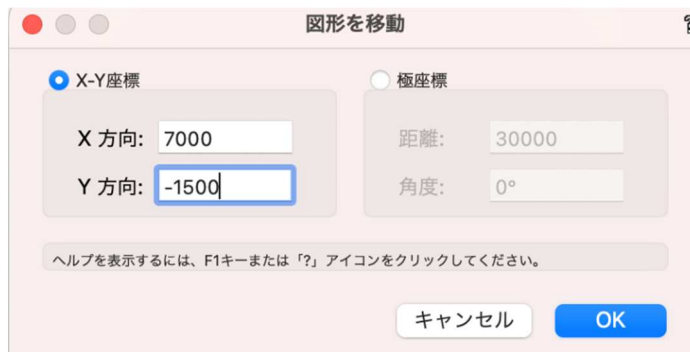 図形を移動
X-Y座標
極座標
X 方向: 7000
Y 方向: -1500
距離: 30000
角度: 0°
ヘルプを表示するには、F1キーまたは「?」アイコンをクリックしてください。
キャンセル
OK